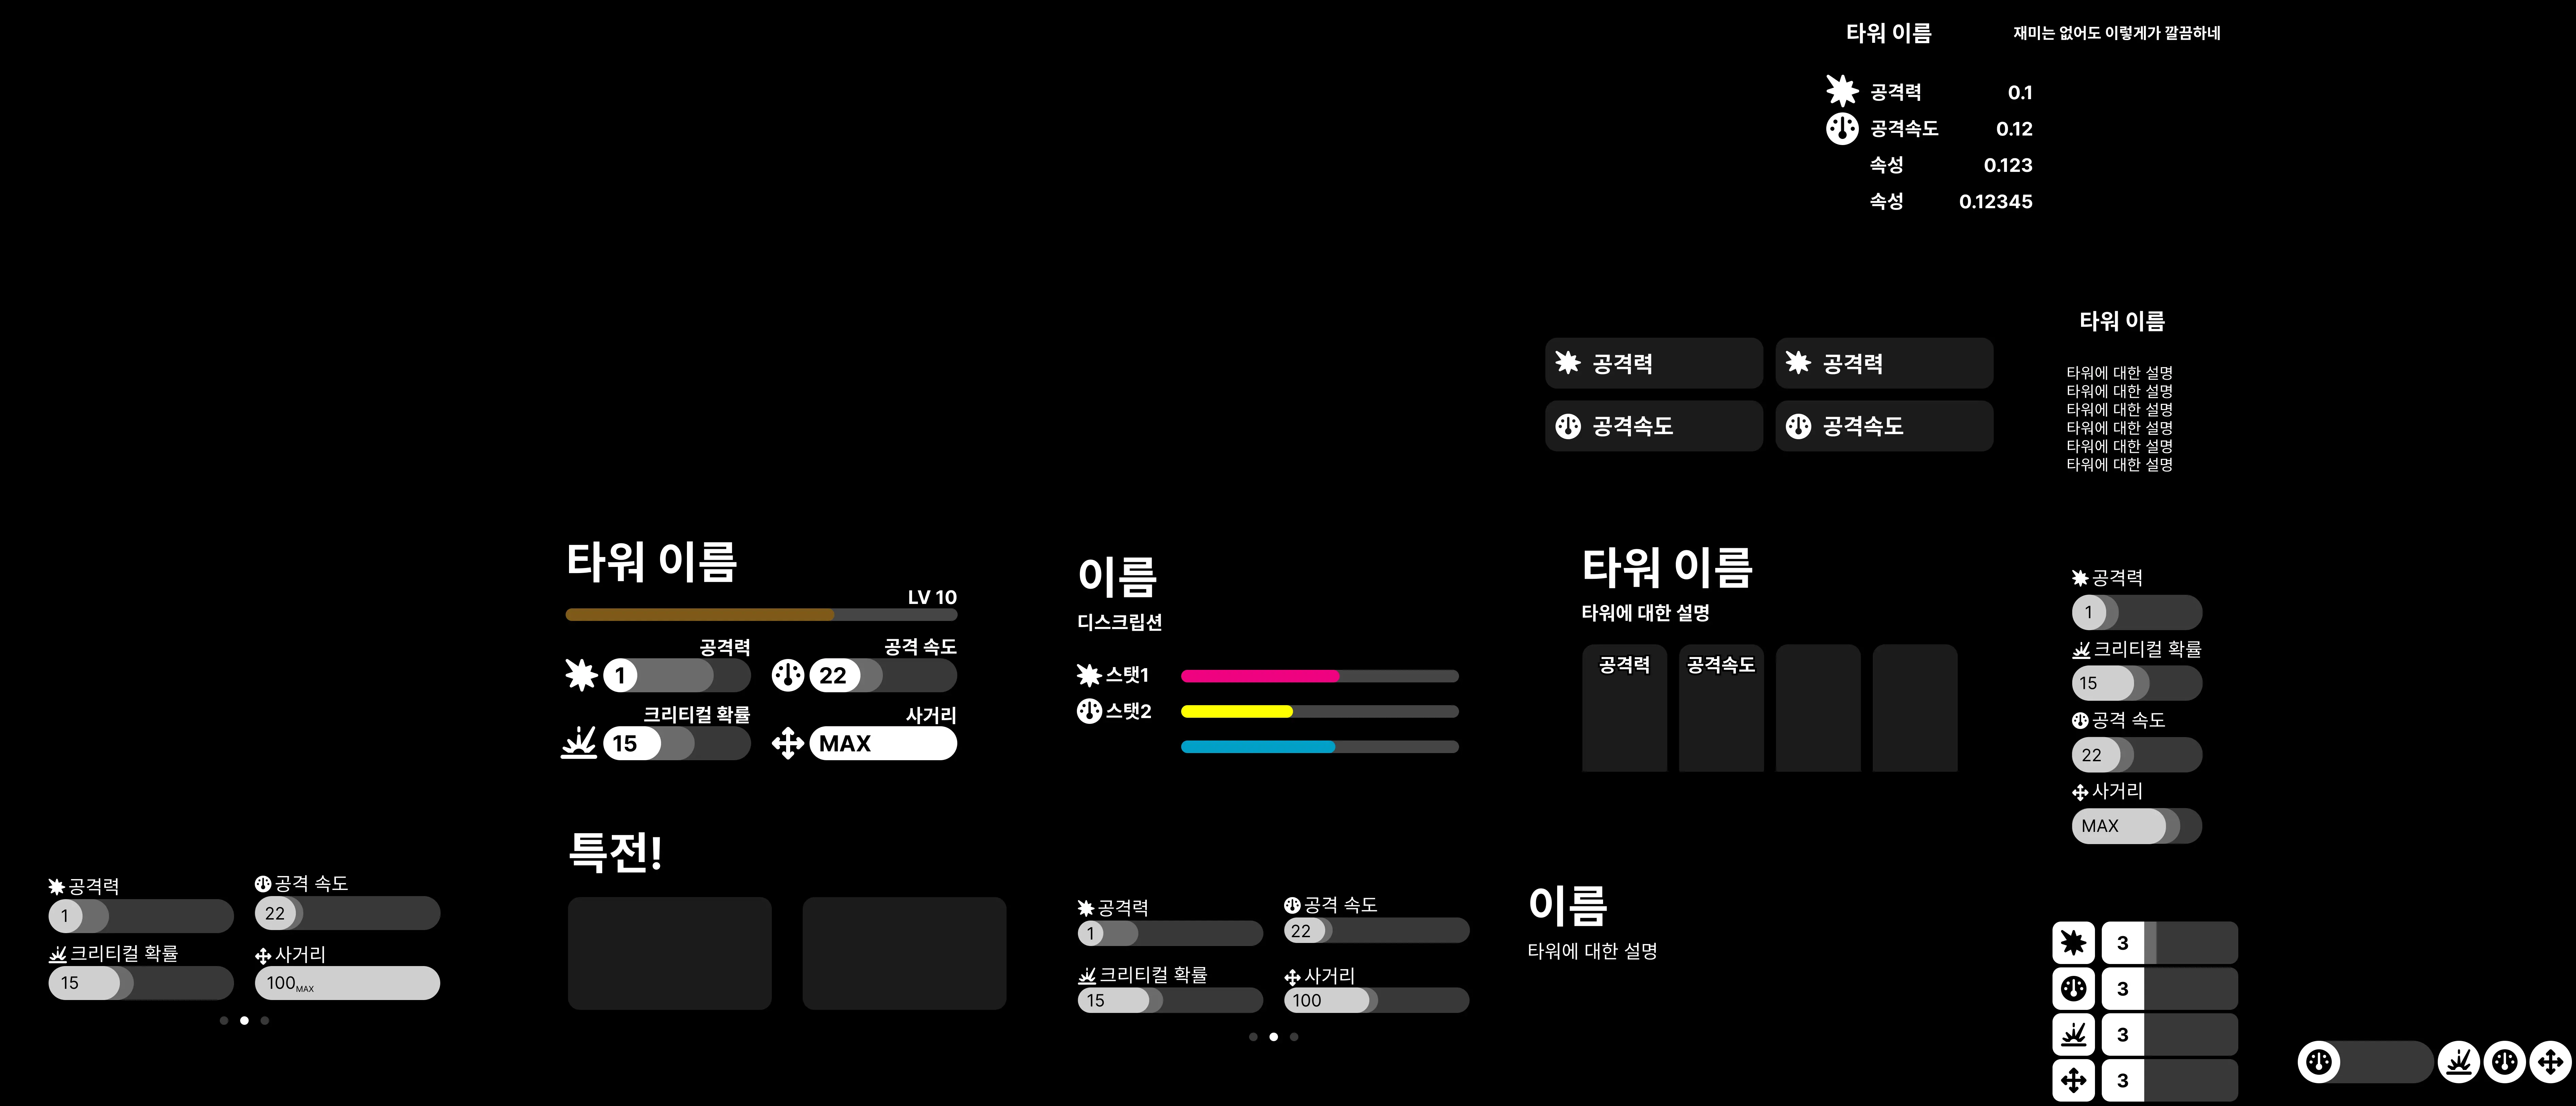 타워 이름
재미는 없어도 이렇게가 깔끔하네
공격력 0.1
공격속도 0.12
속성 0.123
속성 0.12345
공격력
공격력
공격속도
공격속도
타워 이름
타워에 대한 설명
타워에 대한 설명
타워에 대한 설명
타워에 대한 설명
타워에 대한 설명
타워에 대한 설명
타워 이름
LV 10
공격력
1
공격 속도
22
크리티컬 확률
15
사거리
MAX
이름
디스크립션
스탯1
스탯2
타워 이름
타워에 대한 설명
공격력
공격속도
공격력
1
크리티컬 확률
15
공격 속도
22
사거리
MAX
공격력
1
공격 속도
22
크리티컬 확률
15
사거리
100MAX
특전!
공격력
1
공격 속도
22
크리티컬 확률
15
사거리
100
이름
타워에 대한 설명
3
3
3
3